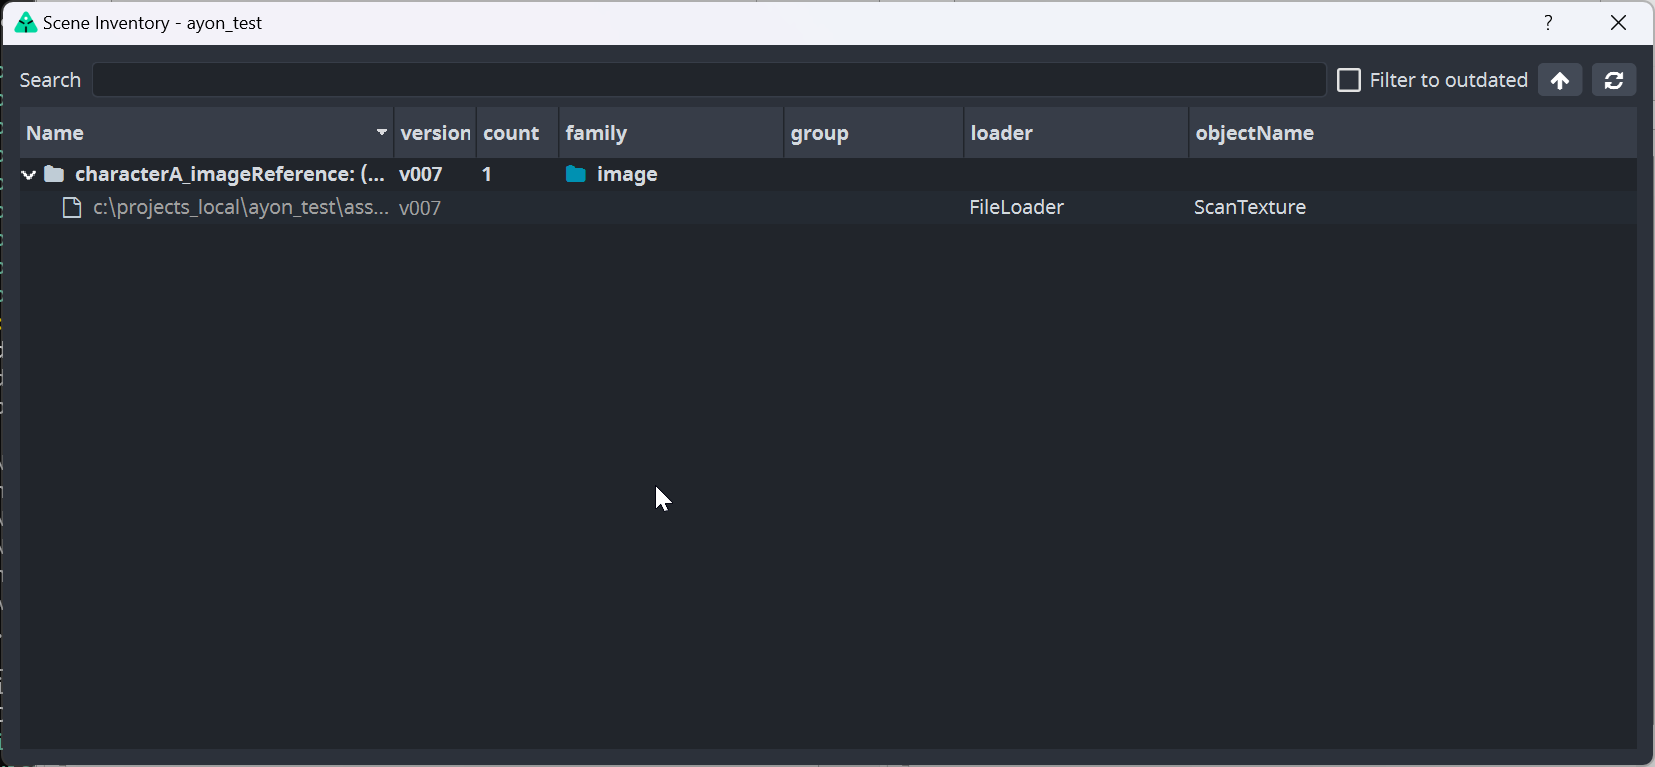 Scene Inventory - ayon_test ?
Search Filter to outdated
Name version count family group loader objectName
characterA_imageReference: (... v007 1 image
c:\projects_local\ayon_test\ass... v007 FileLoader ScanTexture